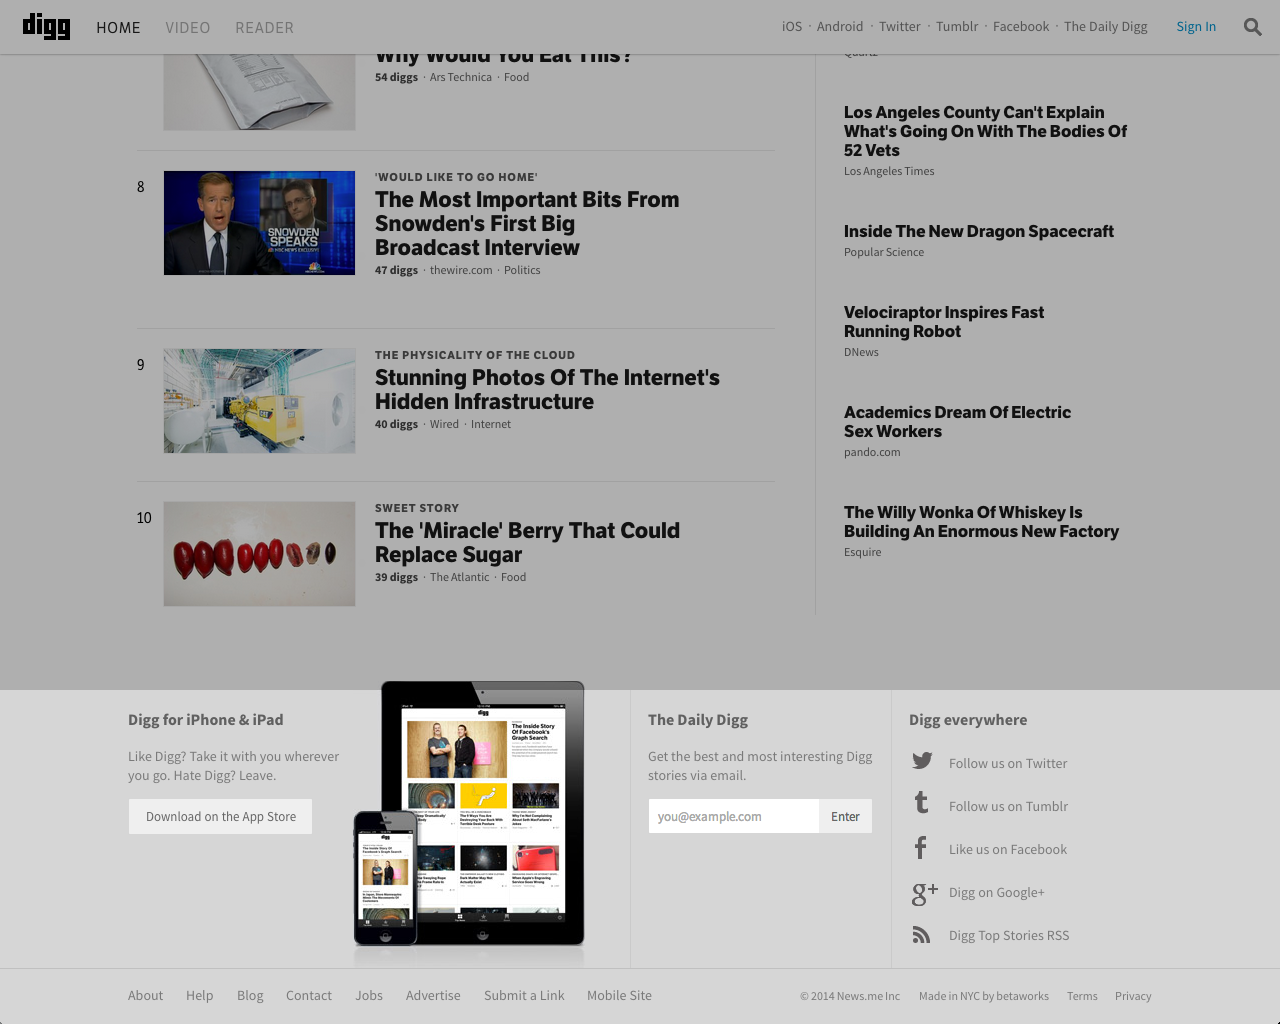 digg HOME VIDEO READER iOS · Android · Twitter · Tumblr · Facebook · The Daily Digg Sign In
Why Would You Eat This?
54 diggs · Ars Technica · Food
8
SNOWDEN
SPEAKS
'WOULD LIKE TO GO HOME'
The Most Important Bits From
Snowden's First Big
Broadcast Interview
47 diggs · thewire.com · Politics
9
THE PHYSICALITY OF THE CLOUD
Stunning Photos Of The Internet's
Hidden Infrastructure
40 diggs · Wired · Internet
10
SWEET STORY
The 'Miracle' Berry That Could
Replace Sugar
39 diggs · The Atlantic · Food
Quartz
Los Angeles County Can't Explain
What's Going On With The Bodies Of
52 Vets
Los Angeles Times
Inside The New Dragon Spacecraft
Popular Science
Velociraptor Inspires Fast
Running Robot
DNews
Academics Dream Of Electric
Sex Workers
pando.com
The Willy Wonka Of Whiskey Is
Building An Enormous New Factory
Esquire
Digg for iPhone & iPad
Like Digg? Take it with you wherever
you go. Hate Digg? Leave.
Download on the App Store
digg
The Inside Story
Of Facebook's
Graph Search
The Daily Digg
Get the best and most interesting Digg
stories via email.
you@example.com Enter
Digg everywhere
Follow us on Twitter
Follow us on Tumblr
Like us on Facebook
Digg on Google+
Digg Top Stories RSS
About Help Blog Contact Jobs Advertise Submit a Link Mobile Site
© 2014 News.me Inc Made in NYC by betaworks Terms Privacy